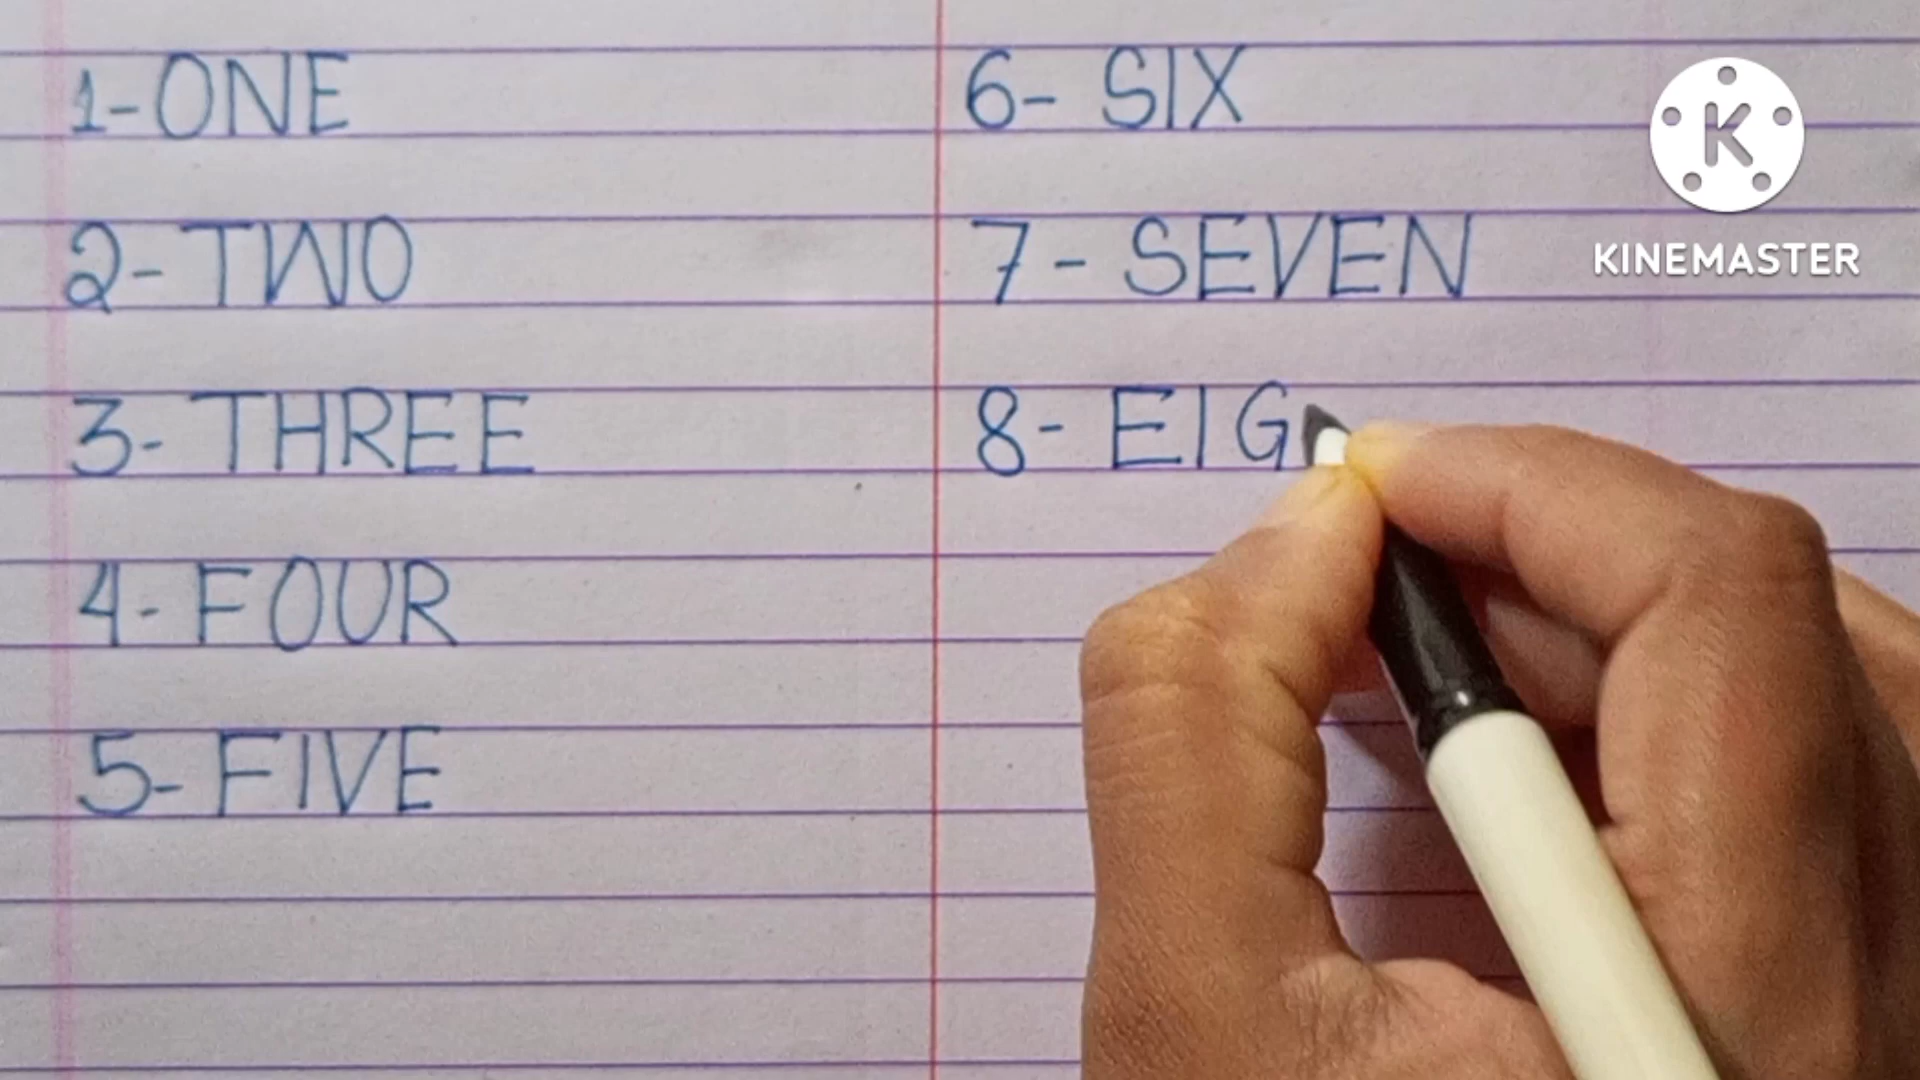 1-ONE
2- TWO
3- THREE
4- FOUR
5- FIVE
6- SIX
7- SEVEN
8- EIG
K
KINEMASTER